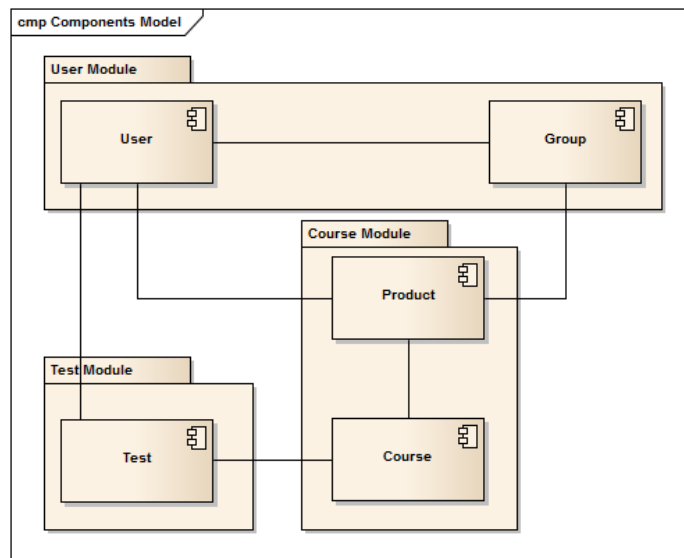 cmp Components Model
User Module
User
Group
Course Module
Product
Test Module
Test
Course